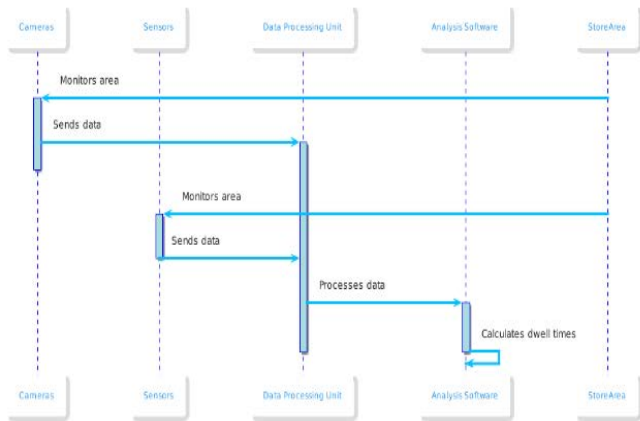 Cameras
Sensors
Data Processing Unit
Analysis Software
StoreArea
Monitors area
Sends data
Monitors area
Sends data
Processes data
Calculates dwell times
Cameras
Sensors
Data Processing Unit
Analysis Software
StoreArea